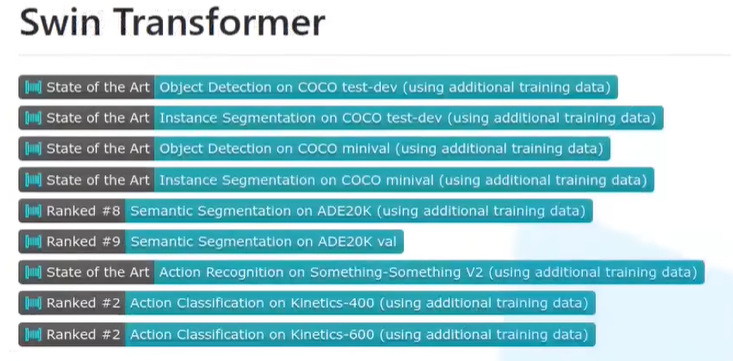 Swin Transformer
State of the Art Object Detection on COCO test-dev (using additional training data)
State of the Art Instance Segmentation on COCO test-dev (using additional training data)
State of the Art Object Detection on COCO minival (using additional training data)
State of the Art Instance Segmentation on COCO minival (using additional training data)
Ranked #8 Semantic Segmentation on ADE20K (using additional training data)
Ranked #9 Semantic Segmentation on ADE20K val
State of the Art Action Recognition on Something-Something V2 (using additional training data)
Ranked #2 Action Classification on Kinetics-400 (using additional training data)
Ranked #2 Action Classification on Kinetics-600 (using additional training data)